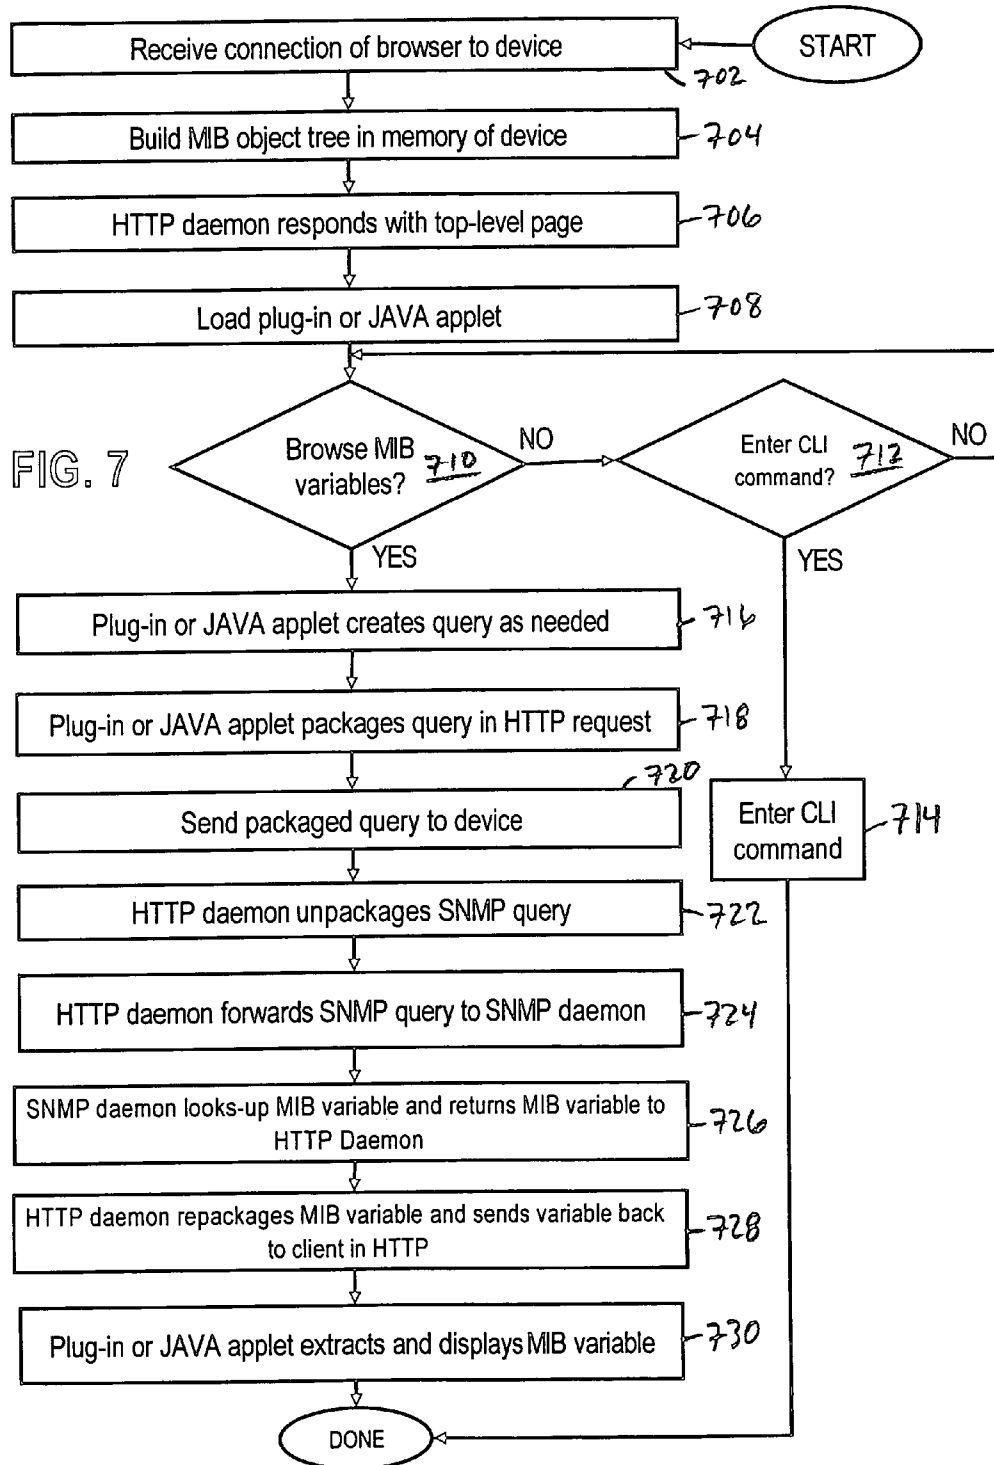 Receive connection of browser to device
START
702
Build MIB object tree in memory of device
704
HTTP daemon responds with top-level page
706
Load plug-in or JAVA applet
708
FIG. 7
Browse MIB
variables?
710
NO
Enter CLI
command?
712
NO
YES
YES
Plug-in or JAVA applet creates query as needed
716
Plug-in or JAVA applet packages query in HTTP request
718
720
Send packaged query to device
Enter CLI
command
714
HTTP daemon unpackages SNMP query
722
HTTP daemon forwards SNMP query to SNMP daemon
724
SNMP daemon looks-up MIB variable and returns MIB variable to
HTTP Daemon
726
HTTP daemon repackages MIB variable and sends variable back
to client in HTTP
728
Plug-in or JAVA applet extracts and displays MIB variable
730
DONE